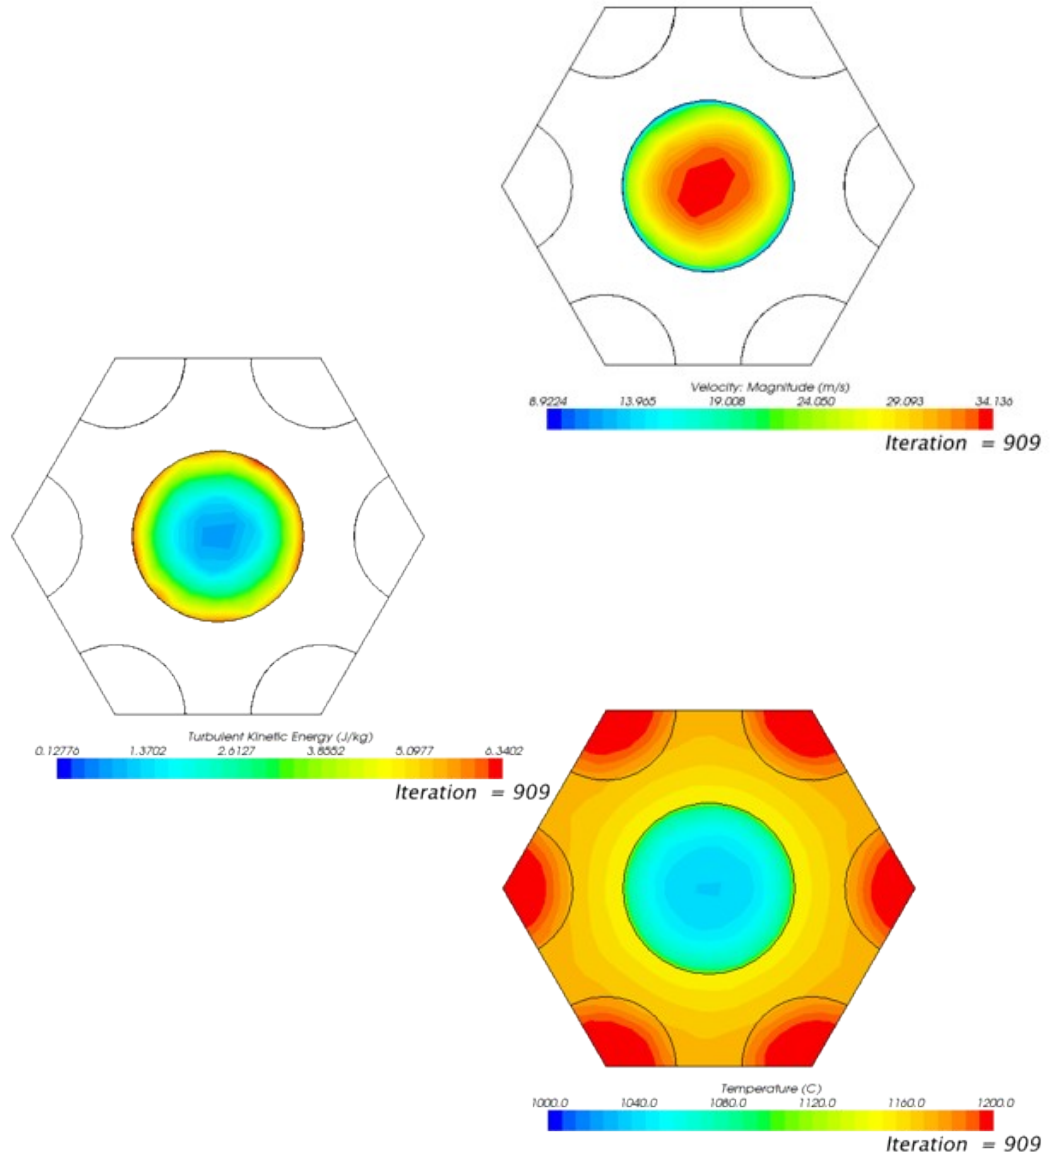 Velocity: Magnitude (m/s)
8.9224 13.965 19.008 24.050 29.093 34.136
Iteration = 909
Turbulent Kinetic Energy (J/kg)
0.12776 1.3702 2.6127 3.8552 5.0977 6.3402
Iteration = 909
Temperature (C)
1000.0 1040.0 1080.0 1120.0 1160.0 1200.0
Iteration = 909